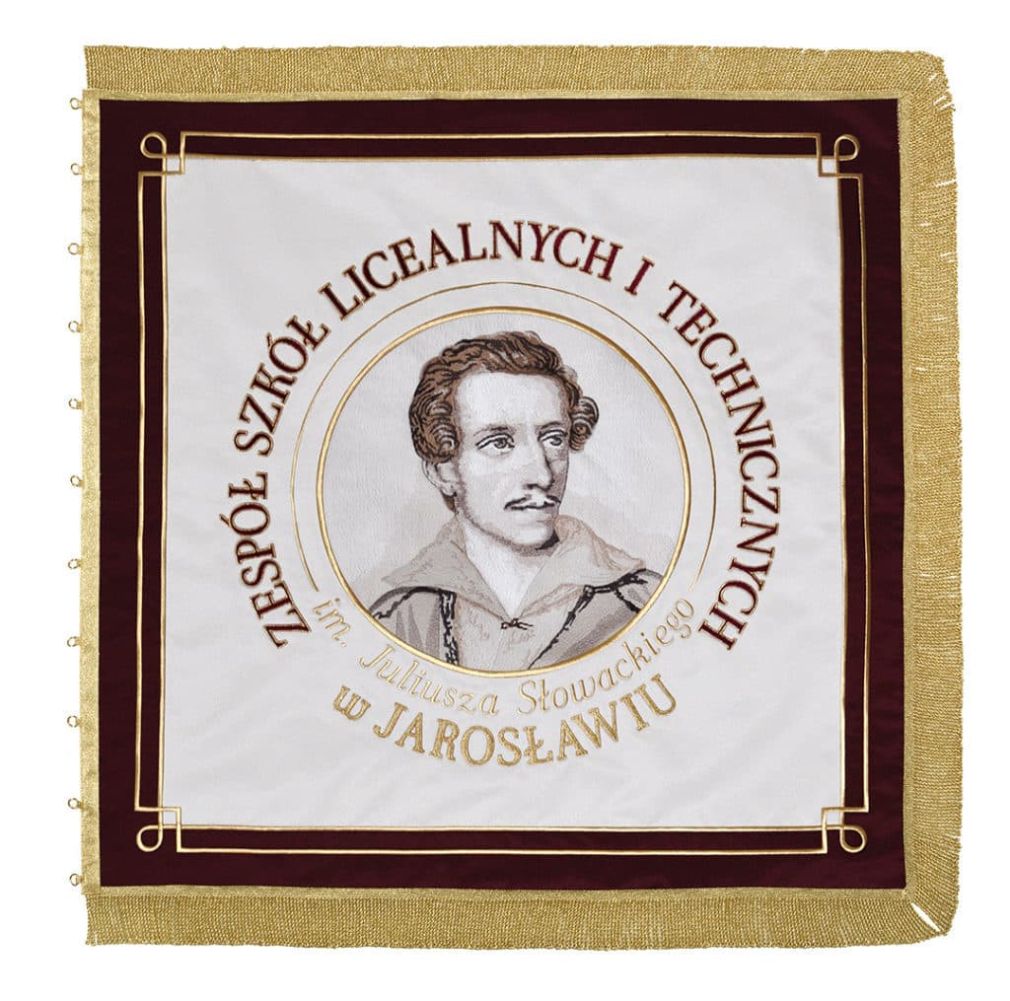 ZESPÓŁ SZKÓŁ LICEALNYCH I TECHNICZNYCH
im. Juliusza Słowackiego
w JAROSŁAWIU